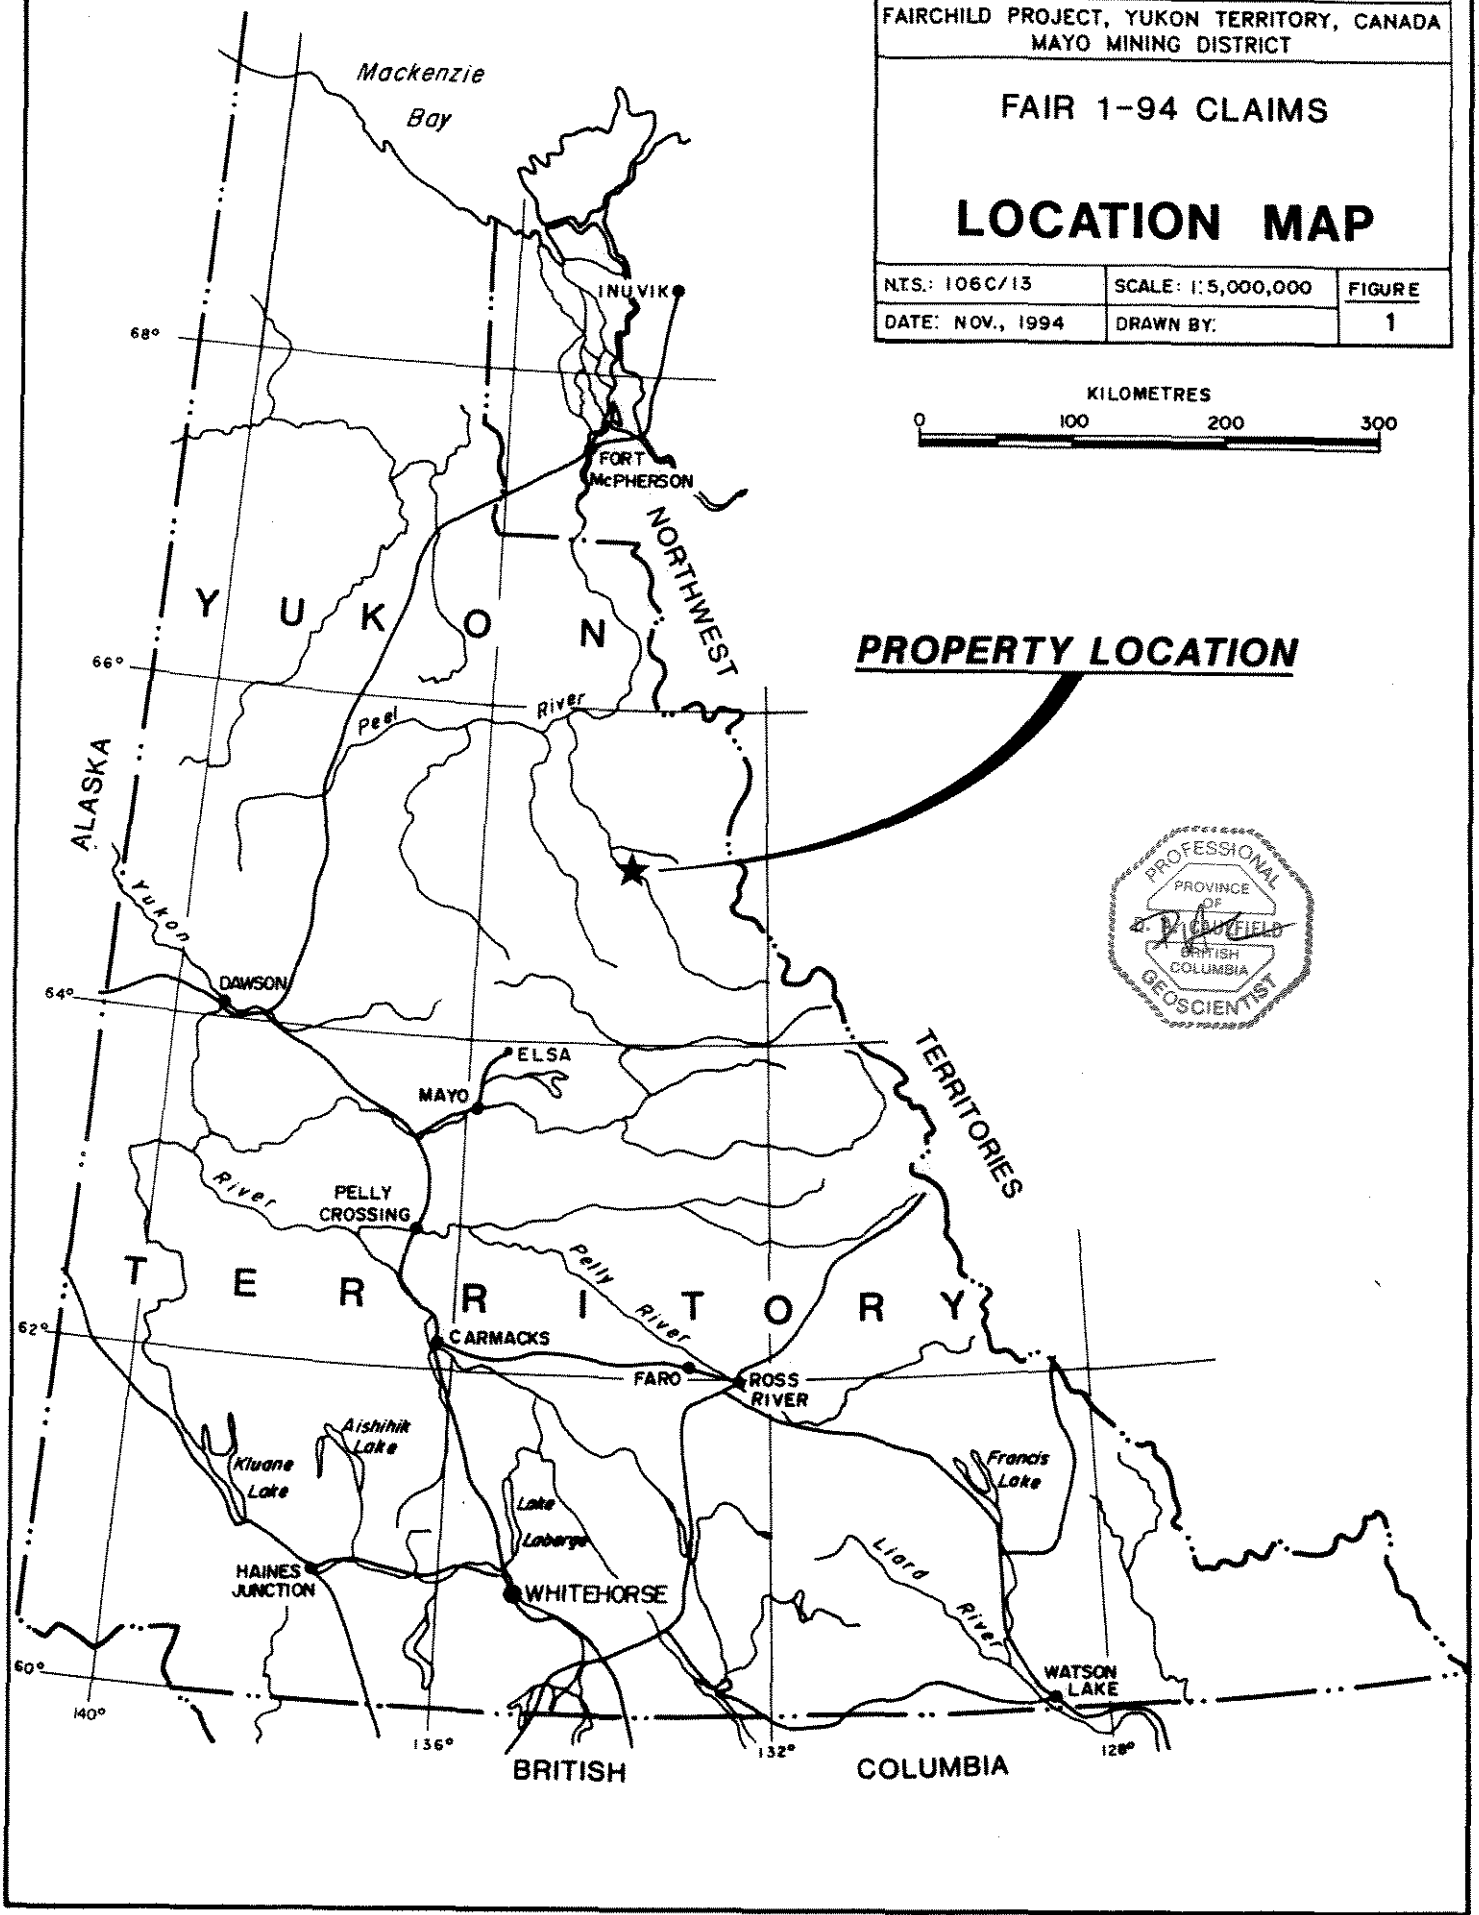 FAIRCHILD PROJECT, YUKON TERRITORY, CANADA
MAYO MINING DISTRICT
FAIR 1-94 CLAIMS
LOCATION MAP
N.T.S.: 106C/13
SCALE: 1:5,000,000
FIGURE
1
DATE: NOV., 1994
DRAWN BY:
KILOMETRES
0 100 200 300
Mackenzie
Bay
INUVIK
68°
FORT
McPHERSON
NORTHWEST
YUKON
66°
PROPERTY LOCATION
Peel River
ALASKA
Yukon
PROFESSIONAL
PROVINCE
OF
BRITISH
COLUMBIA
GEOSCIENTIST
DAWSON
64°
ELSA
MAYO
TERRITORIES
River
PELLY
CROSSING
Pelly
River
TERRITORY
62°
CARMACKS
FARO
ROSS
RIVER
Aishihik
Lake
Kluane
Lake
Francis
Lake
Lake
Laberge
Liard
River
HAINES
JUNCTION
WHITEHORSE
60°
WATSON
LAKE
140°
136°
132°
128°
BRITISH COLUMBIA